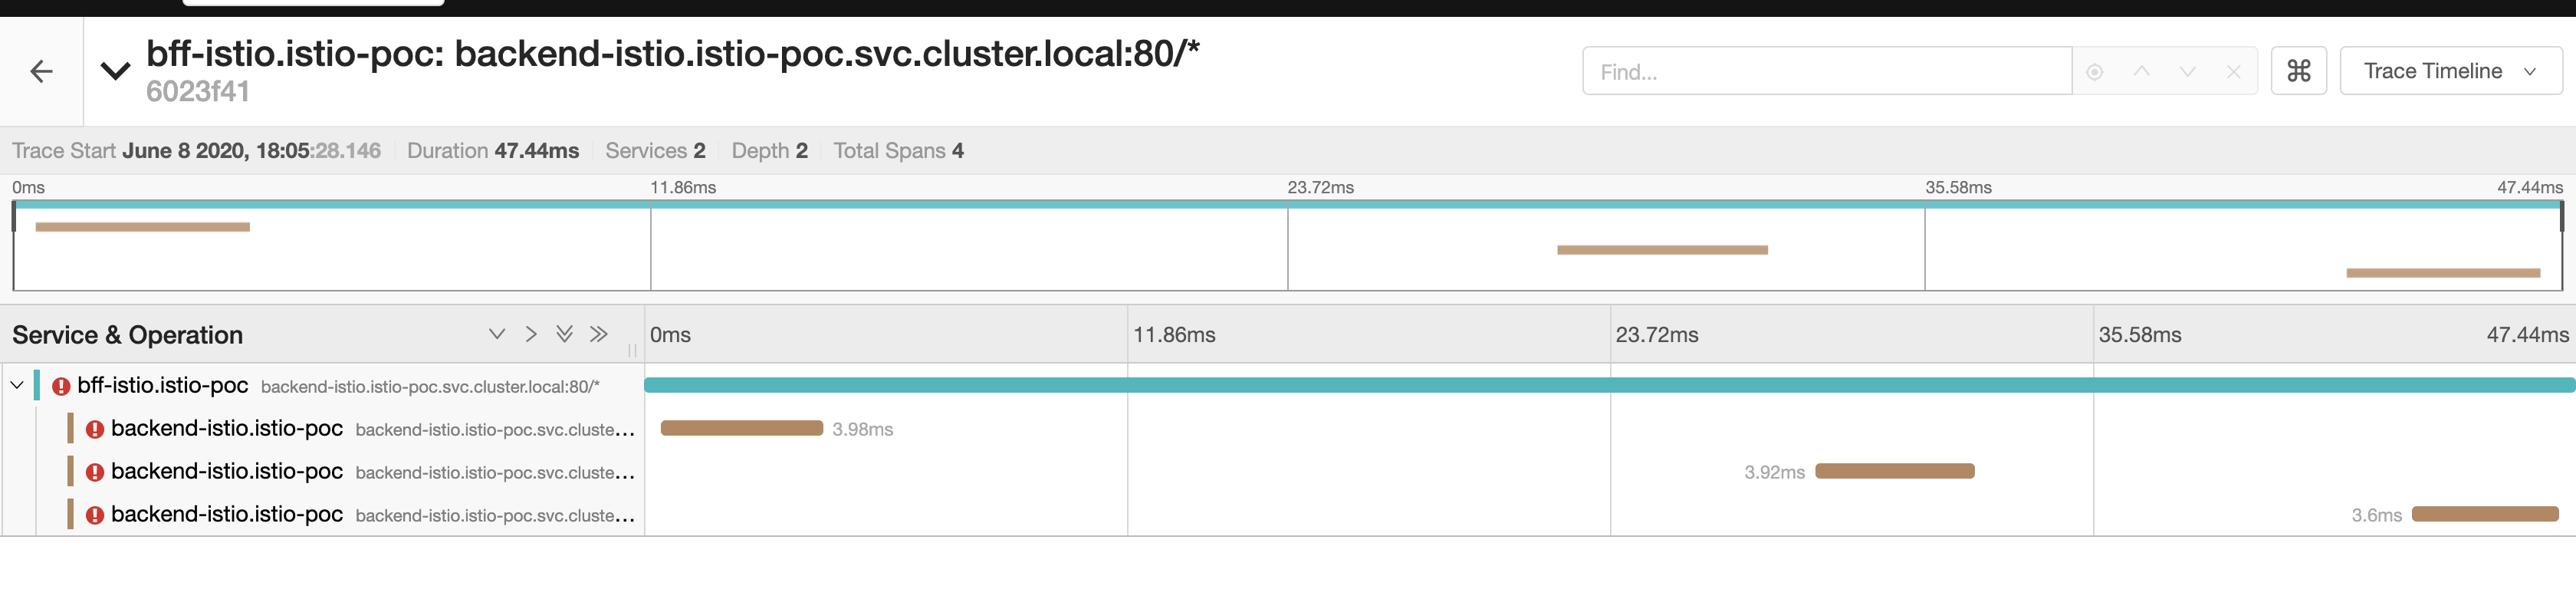 bff-istio.istio-poc: backend-istio.istio-poc.svc.cluster.local:80/*
6023f41
Find...
⌘
Trace Timeline
Trace Start June 8 2020, 18:05:28.146 Duration 47.44ms Services 2 Depth 2 Total Spans 4
0ms 11.86ms 23.72ms 35.58ms 47.44ms
Service & Operation 0ms 11.86ms 23.72ms 35.58ms 47.44ms
bff-istio.istio-poc backend-istio.istio-poc.svc.cluster.local:80/*
backend-istio.istio-poc backend-istio.istio-poc.svc.cluste... 3.98ms
backend-istio.istio-poc backend-istio.istio-poc.svc.cluste... 3.92ms
backend-istio.istio-poc backend-istio.istio-poc.svc.cluste... 3.6ms